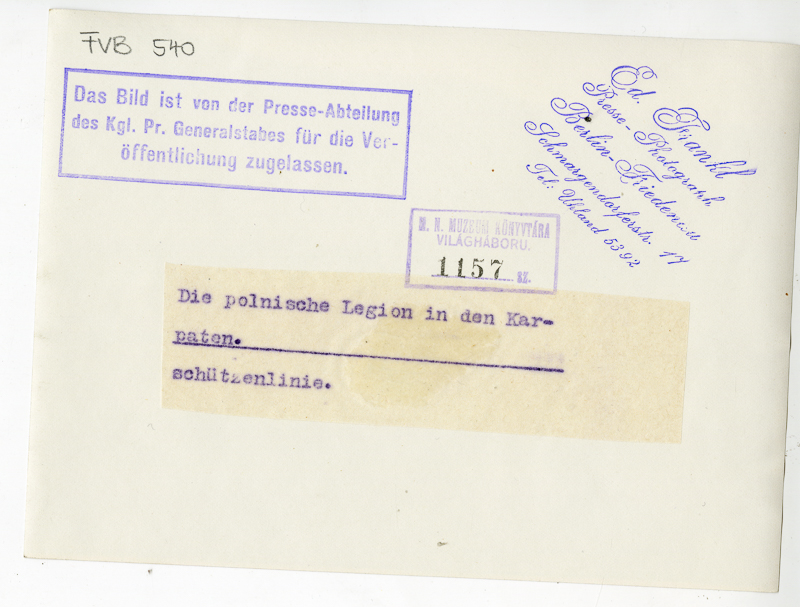 FVB 540
Das Bild ist von der Presse-Abteilung
des Kgl. Pr. Generalstabes für die Ver-
öffentlichung zugelassen.
Ed. Frankl
Presse-Photograph
Berlin-Friedenau
Schmargendorferstr. 17
Tel: Uhland 5392
M. N. MUZEUM KÖNYVTÁRA
VILÁGHÁBORU.
1157 sz.
Die polnische Legion in den Kar-
paten.
schützenlinie.